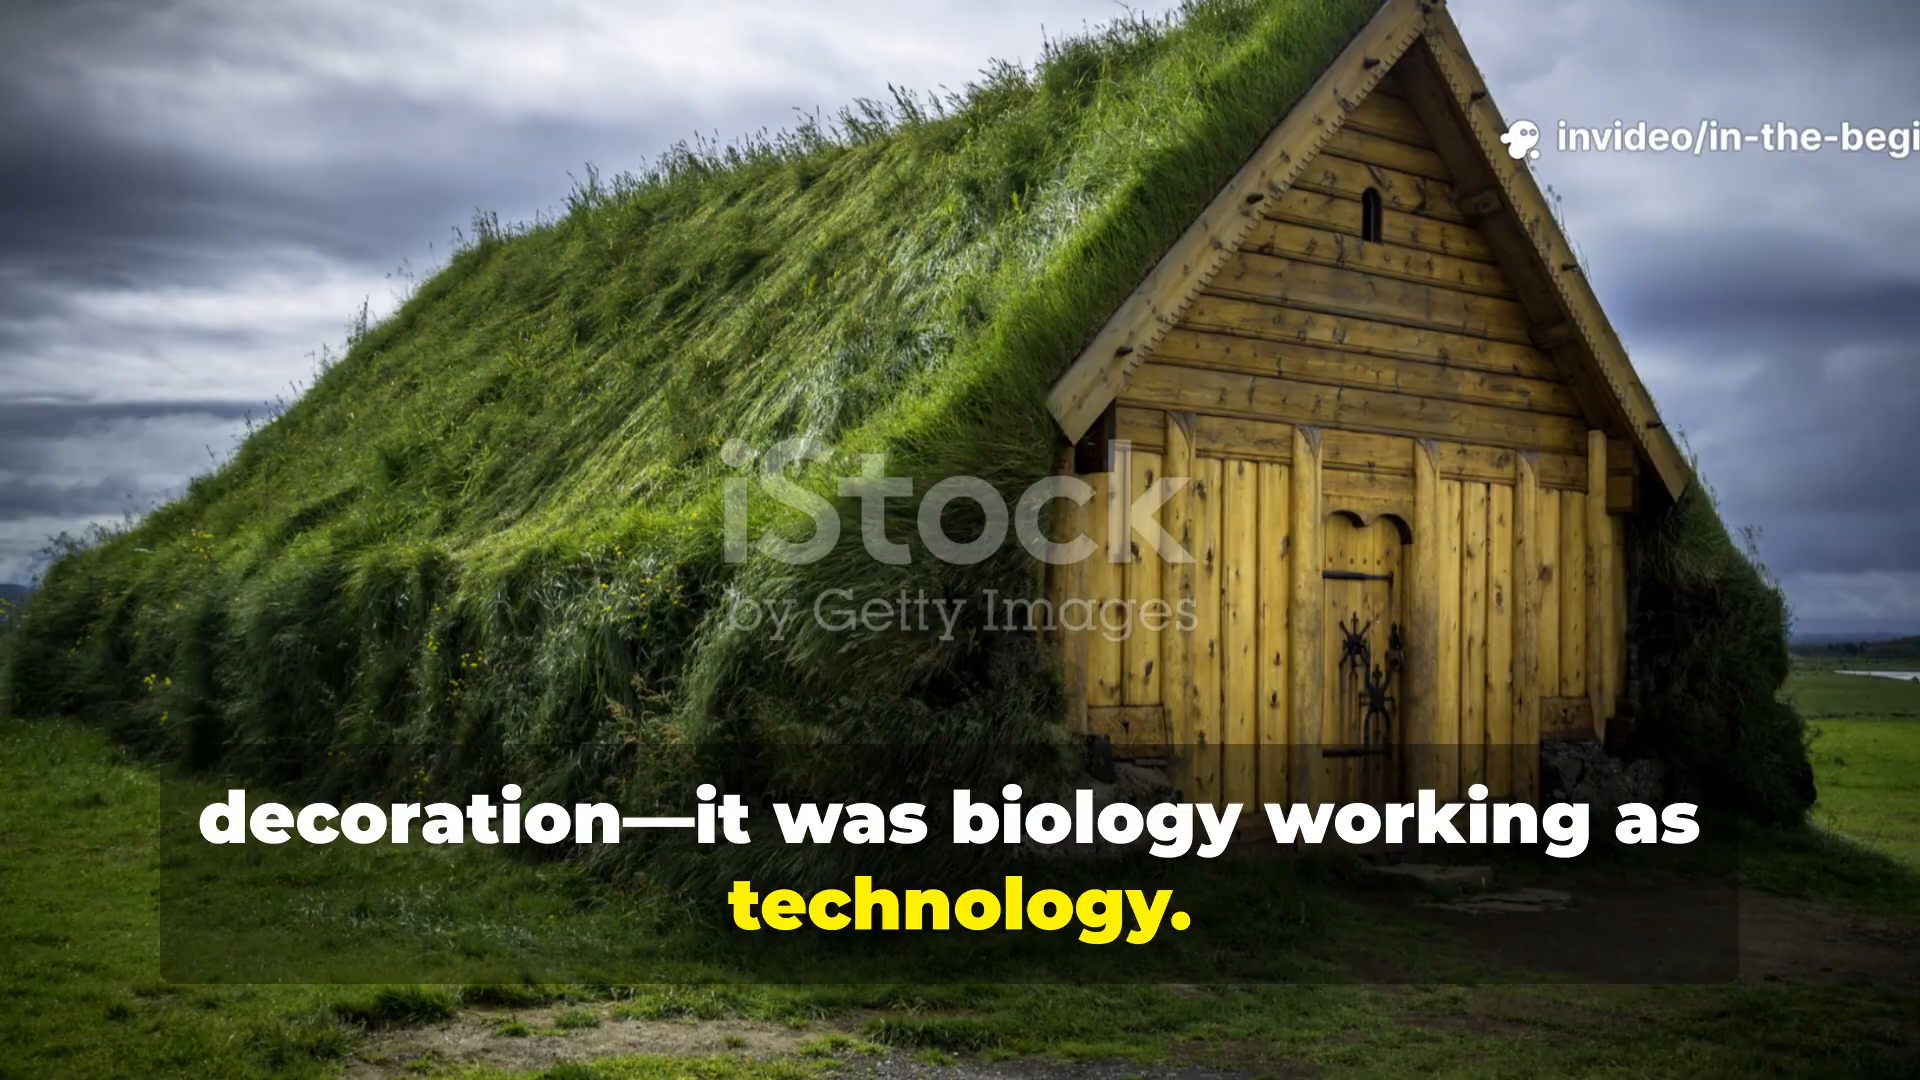 invideo/in-the-begi
iStock
by Getty Images
decoration—it was biology working as
technology.